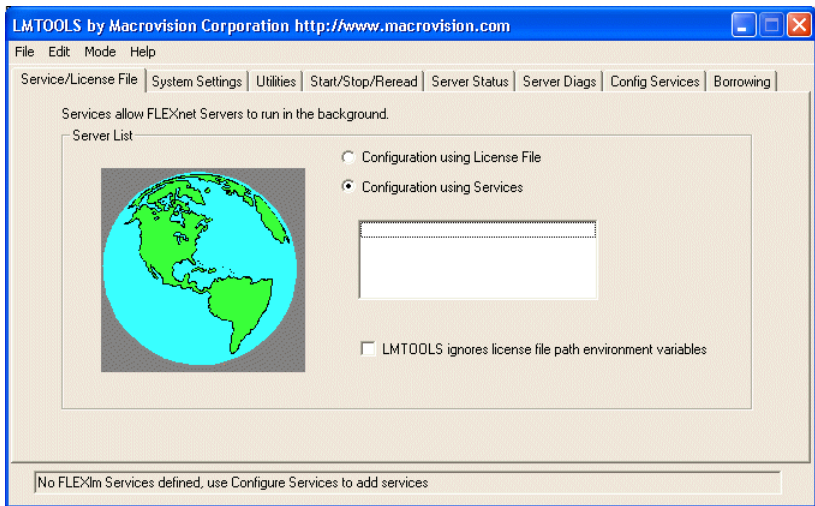 LMTOOLS by Macrovision Corporation http://www.macrovision.com
File Edit Mode Help
Service/License File System Settings Utilities Start/Stop/Reread Server Status Server Diags Config Services Borrowing
Services allow FLEXnet Servers to run in the background.
Server List
Configuration using License File
Configuration using Services
LMTOOLS ignores license file path environment variables
No FLEXlm Services defined, use Configure Services to add services